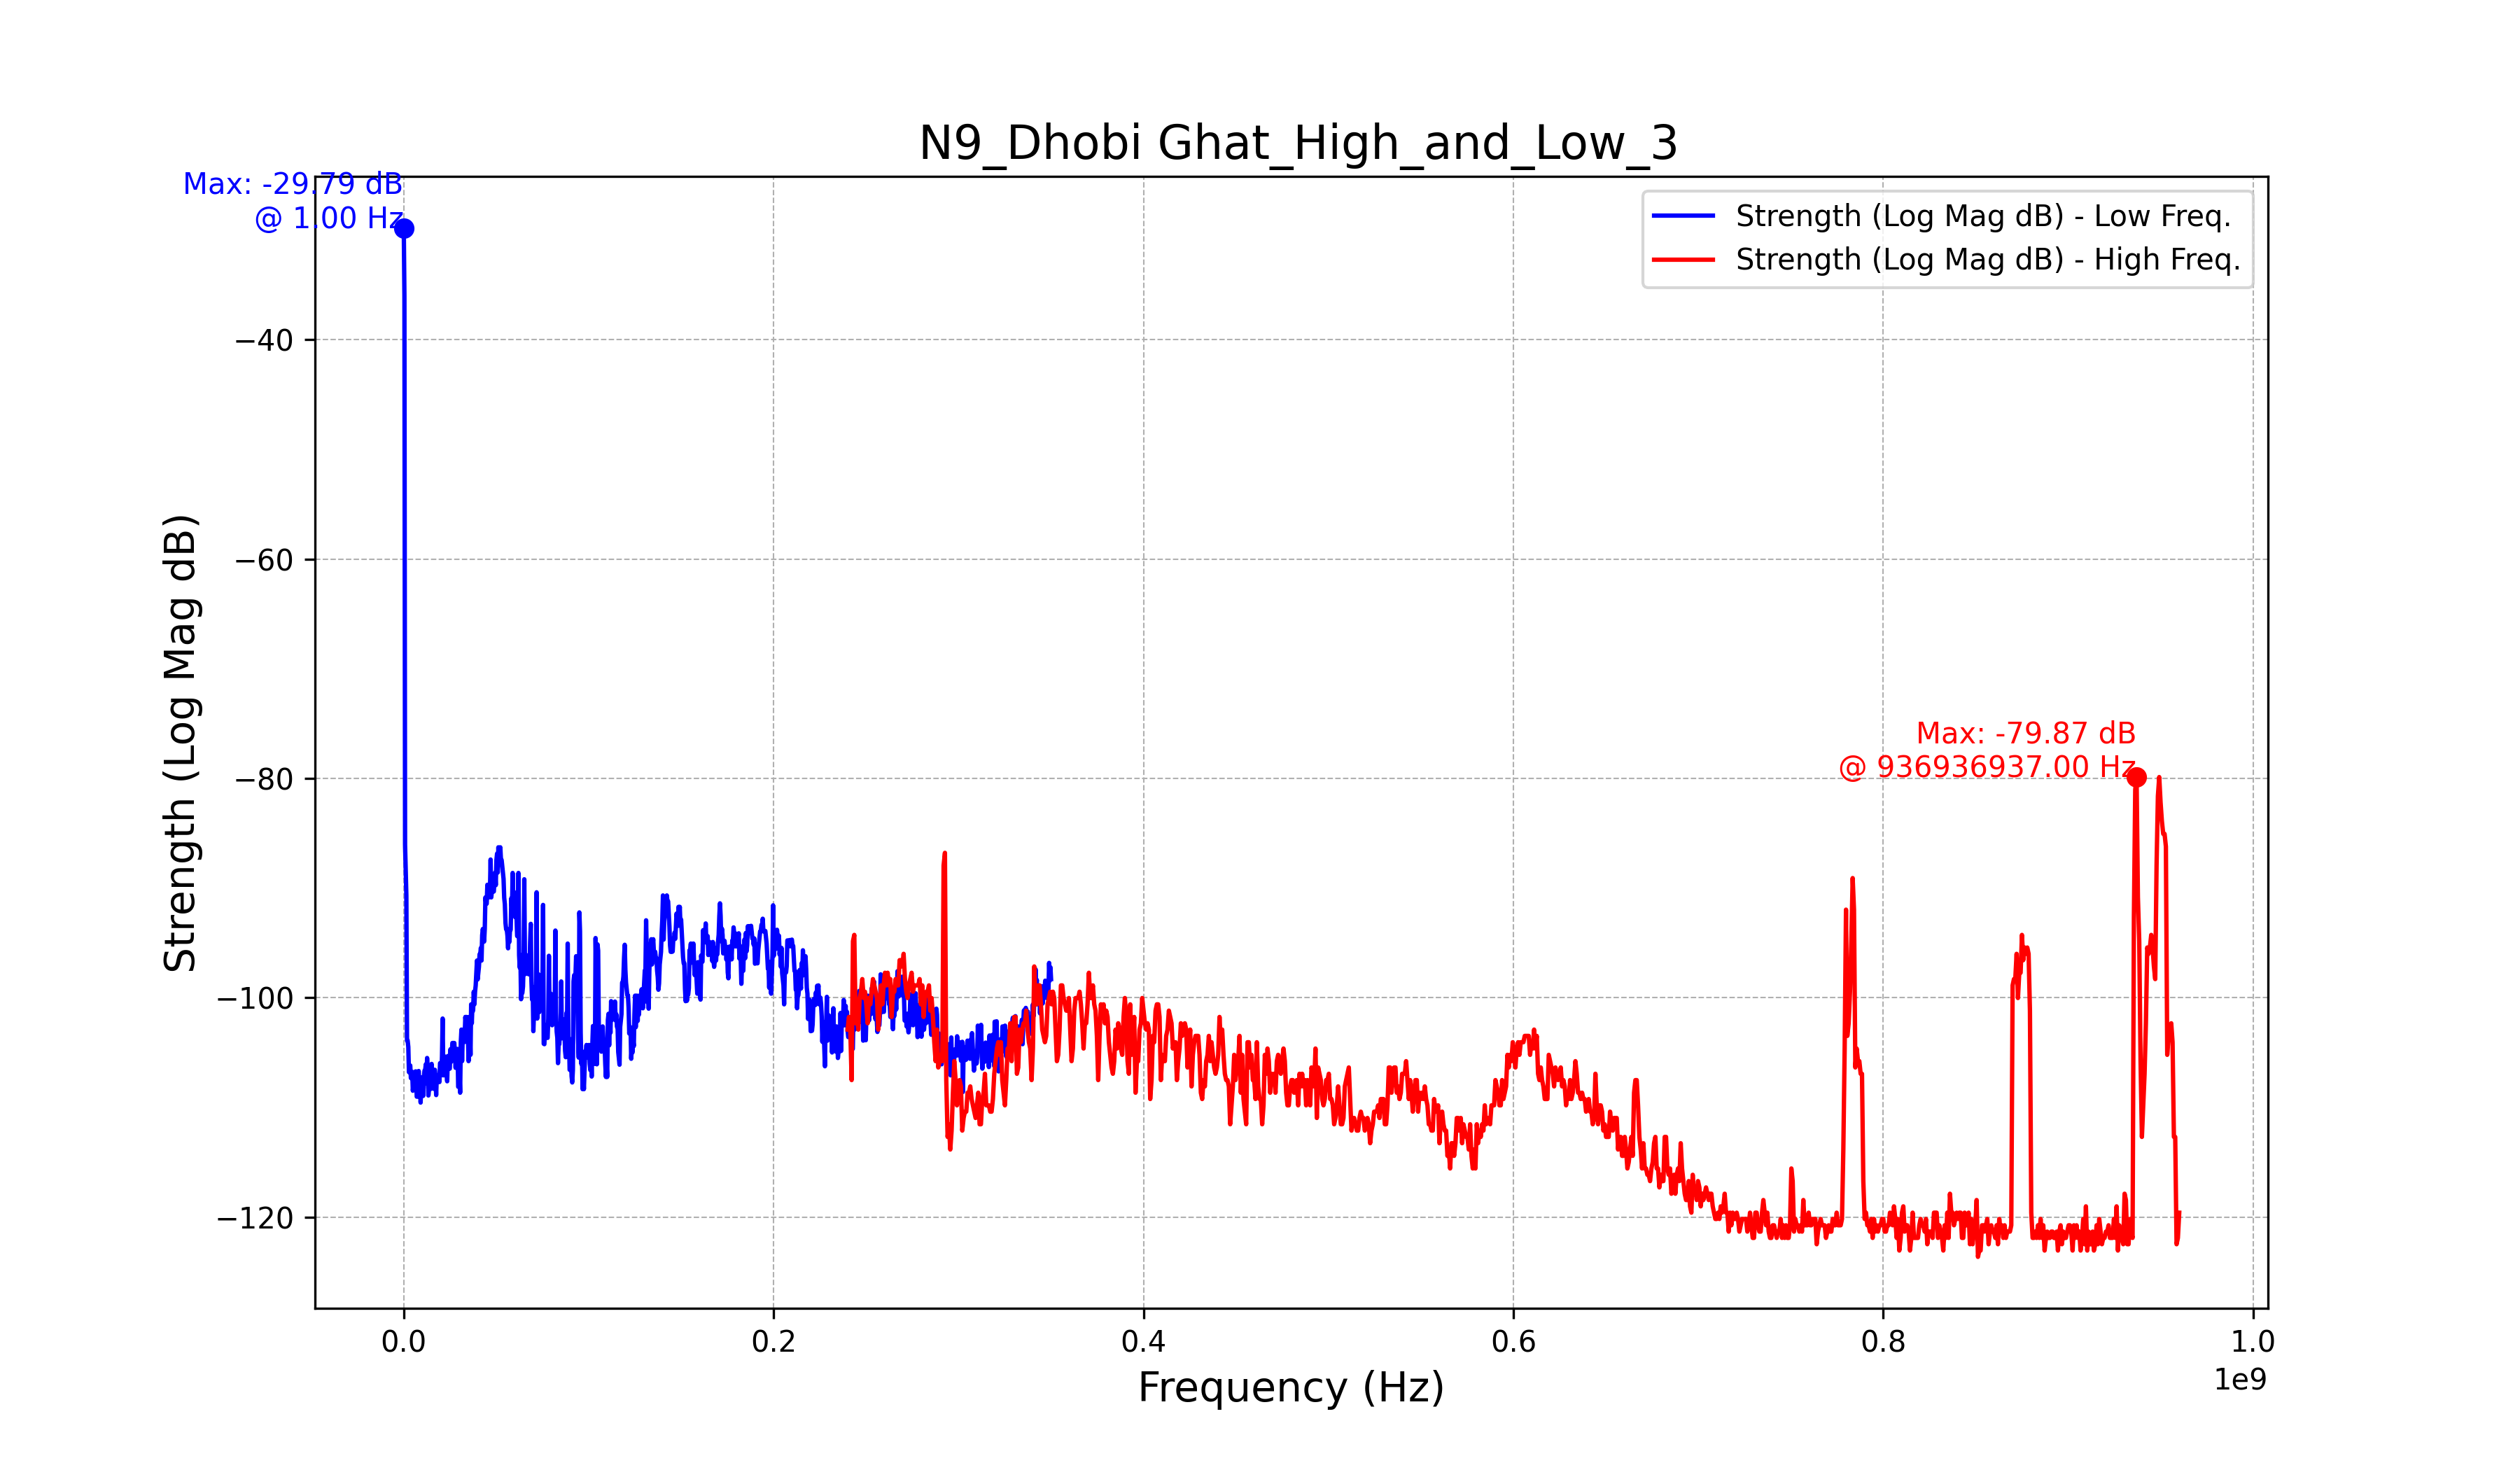 N9_Dhobi Ghat_High_and_Low_3
Max: -29.79 dB
@ 1.00 Hz
Strength (Log Mag dB) - Low Freq.
Strength (Log Mag dB) - High Freq.
Max: -79.87 dB
@ 936936937.00 Hz
Strength (Log Mag dB)
−40
−60
−80
−100
−120
0.0 0.2 0.4 0.6 0.8 1.0
1e9
Frequency (Hz)